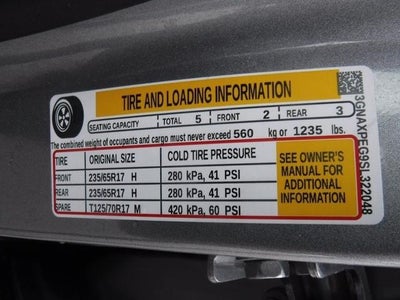 TIRE AND LOADING INFORMATION
SEATING CAPACITY TOTAL 5 FRONT 2 REAR 3
The combined weight of occupants and cargo must never exceed 560 kg or 1235 lbs.
TIRE ORIGINAL SIZE COLD TIRE PRESSURE
FRONT 235/65R17 H 280 kPa, 41 PSI
REAR 235/65R17 H 280 kPa, 41 PSI
SPARE T125/70R17 M 420 kPa, 60 PSI
SEE OWNER'S
MANUAL FOR
ADDITIONAL
INFORMATION
3GNAXPEG9SL322048